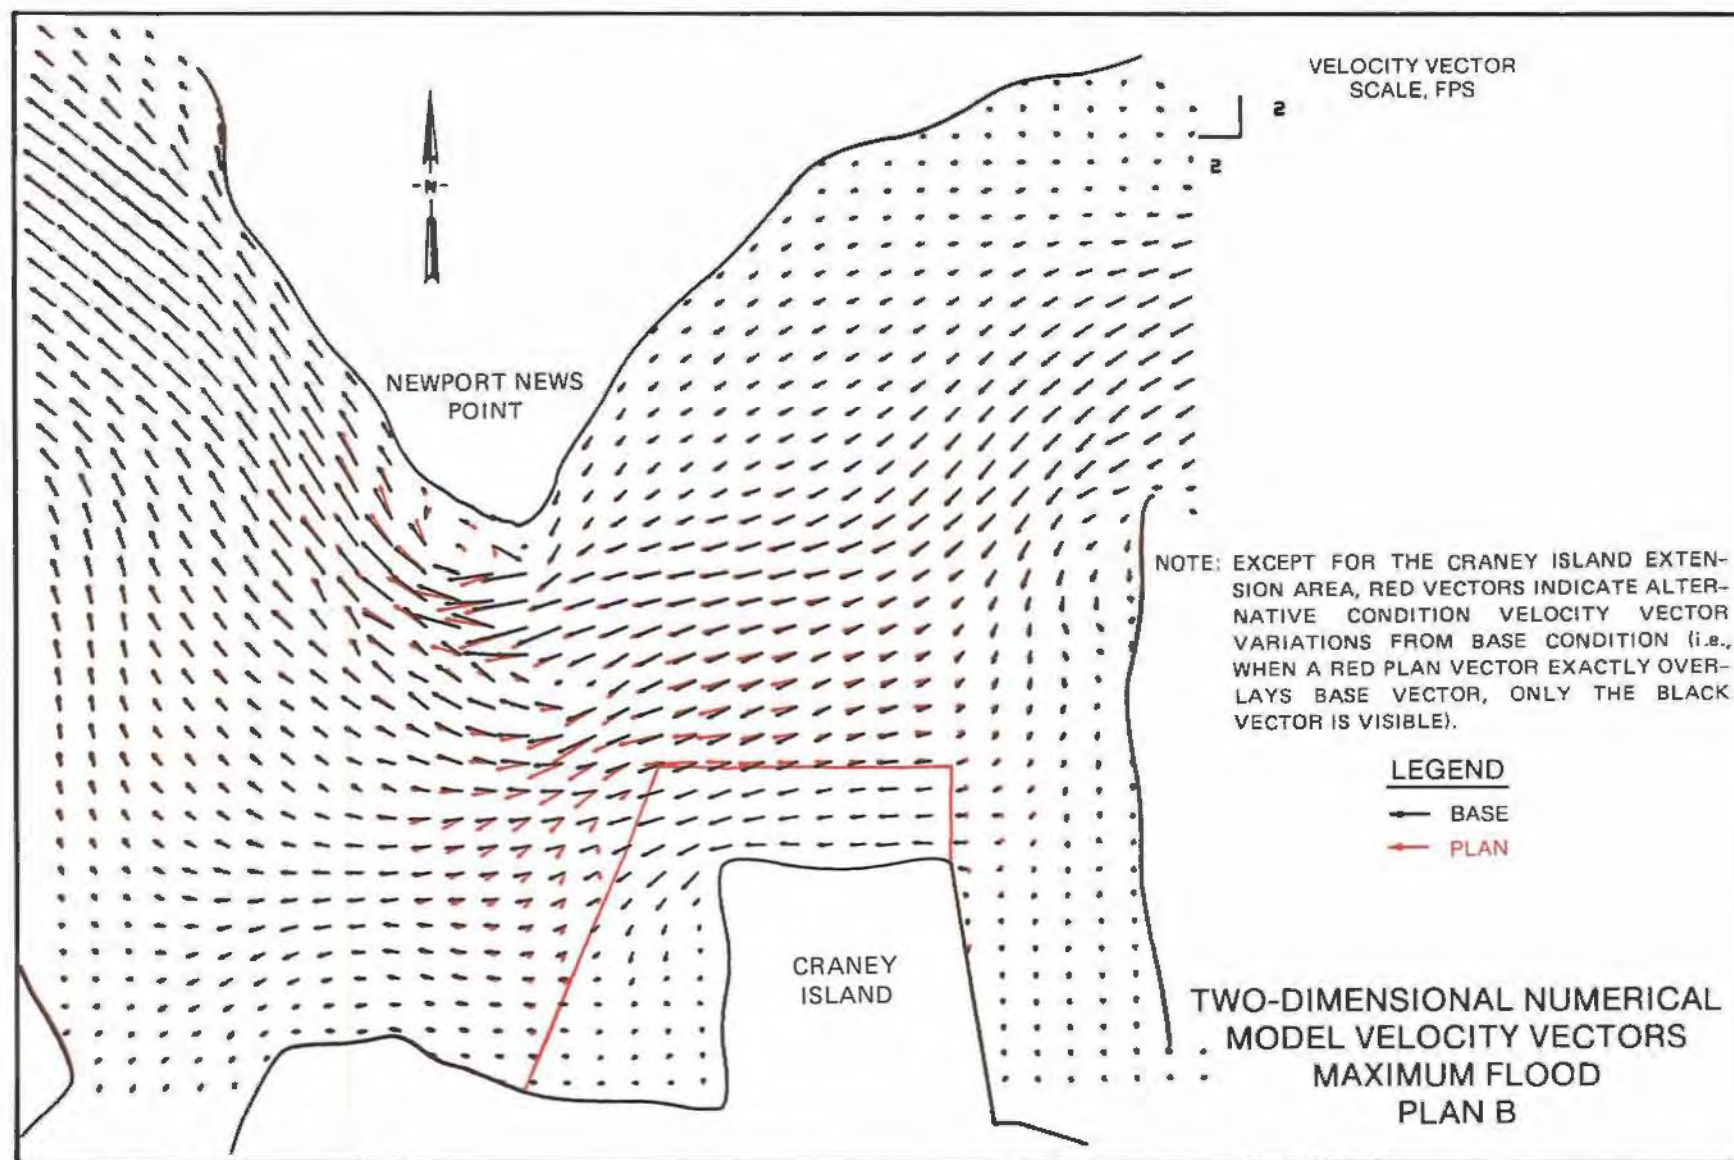 VELOCITY VECTOR
SCALE, FPS
2
2
N
NEWPORT NEWS
POINT
NOTE: EXCEPT FOR THE CRANEY ISLAND EXTEN-
SION AREA, RED VECTORS INDICATE ALTER-
NATIVE CONDITION VELOCITY VECTOR
VARIATIONS FROM BASE CONDITION (i.e.,
WHEN A RED PLAN VECTOR EXACTLY OVER-
LAYS BASE VECTOR, ONLY THE BLACK
VECTOR IS VISIBLE).
LEGEND
BASE
PLAN
CRANEY
ISLAND
TWO-DIMENSIONAL NUMERICAL
MODEL VELOCITY VECTORS
MAXIMUM FLOOD
PLAN B